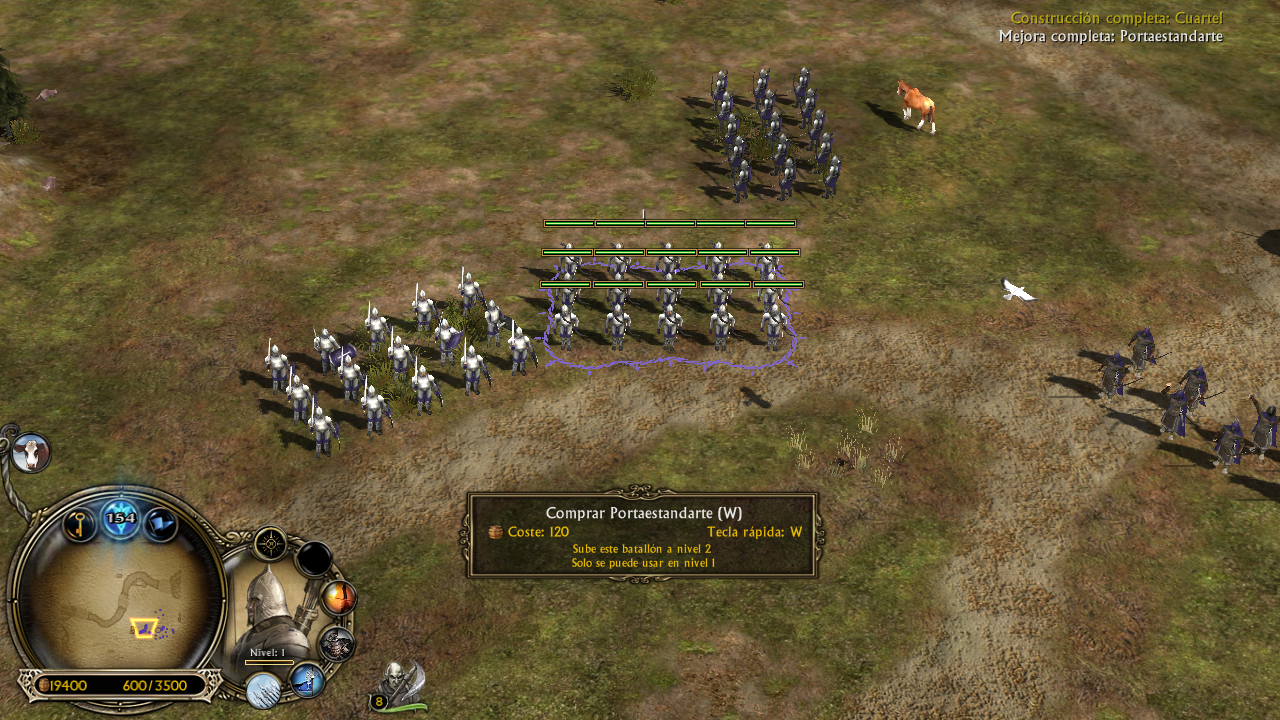 Construcción completa: Cuartel
Mejora completa: Portaestandarte
Comprar Portaestandarte (W)
Coste: 120 Tecla rápida: W
Sube este batallón a nivel 2
Solo se puede usar en nivel 1
154
Nivel: 1
19400 600/3500
8